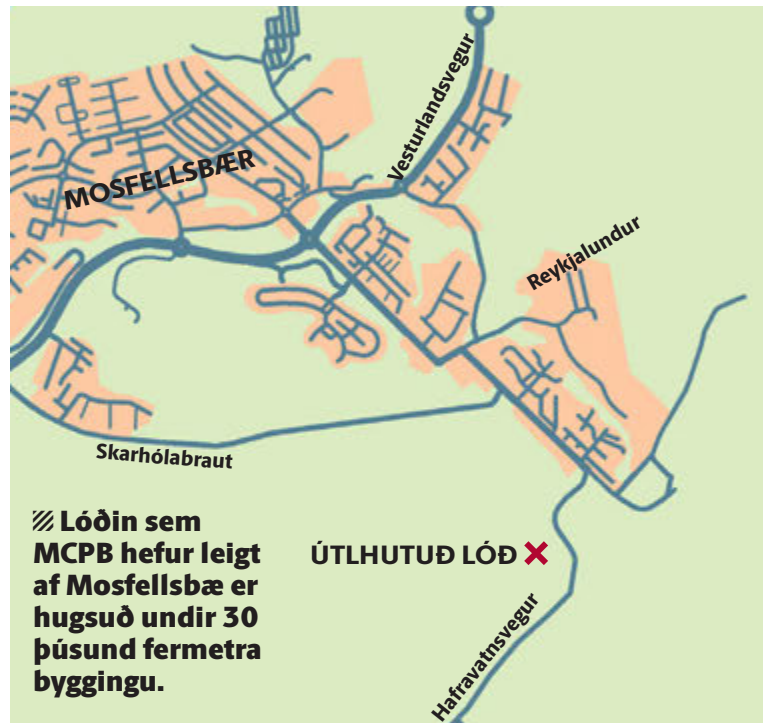 Vesturlandsvegur
MOSFELLSBÆR
Reykjalundur
Skarhólabraut
Lóðin sem
MCPB hefur leigt
af Mosfellsbæ er
hugsuð undir 30
þúsund fermetra
byggingu.
ÚTLHUTUÐ LÓÐ
Hafravatnsvegur